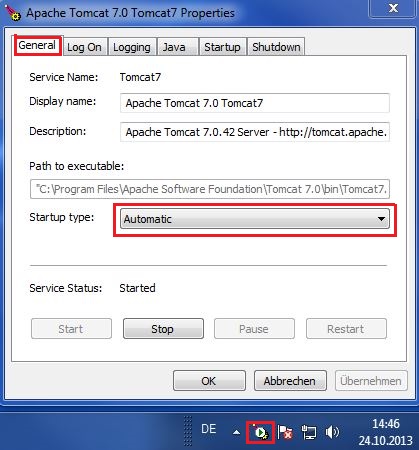 Apache Tomcat 7.0 Tomcat7 Properties
General Log On Logging Java Startup Shutdown
Service Name: Tomcat7
Display name: Apache Tomcat 7.0 Tomcat7
Description: Apache Tomcat 7.0.42 Server - http://tomcat.apache.
Path to executable:
"C:\Program Files\Apache Software Foundation\Tomcat 7.0\bin\Tomcat7.
Startup type: Automatic
Service Status: Started
Start Stop Pause Restart
OK Abbrechen Übernehmen
DE 14:46
24.10.2013